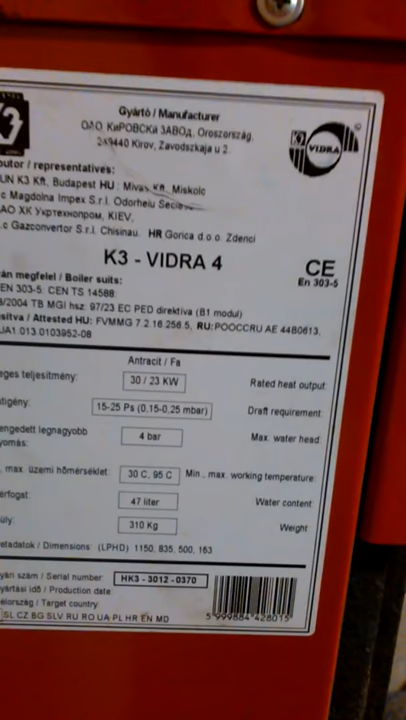 K3
Gyártó / Manufacturer
ОАО КиРОВСКи ЗАВОД, Oroszország,
249440 Kirov, Zavodszkaja u 2.
VIDRA
©
butor / representatives:
UN K3 Kft, Budapest HU: Mivax Kft, Miskolc
c Magdolna Impex S.r.l. Odorheiu
АО ХК Укртехнопром, KIEV,
.c Gazconvertor S.r.l. Chisinau. HR Gorica d.o.o. Zdenci
K3 - VIDRA 4
CE
En 303-5
án megfelel / Boiler suits:
EN 303-5: CEN TS 14588:
/2004 TB MGI hsz: 97/23 EC PED direktíva (B1 modul)
sitva / Attested HU: FVMMG 7.2.16.256.5, RU: POOCCRU AE 44B0613,
UA1.013.0103952-08
Antracit / Fa
eges teljesitmény:
30 / 23 KW
Rated heat output:
tigény:
15-25 Ps (0,15-0,25 mbar)
Draft requirement:
engedett legnagyobb
yomás:
4 bar
Max. water head:
, max. üzemi hőmérséklet:
30 C, 95 C
Min., max. working temperature:
érfogat:
47 liter
Water content:
úly:
310 Kg
Weight:
etadatok / Dimensions: (LPHD) 1150, 835, 500, 163
yári szám / Serial number:
HK3 - 3012 - 0370
yártási idő / Production date:
élország / Target country:
SL CZ BG SLV RU RO UA PL HR EN MD
5 999884 428015